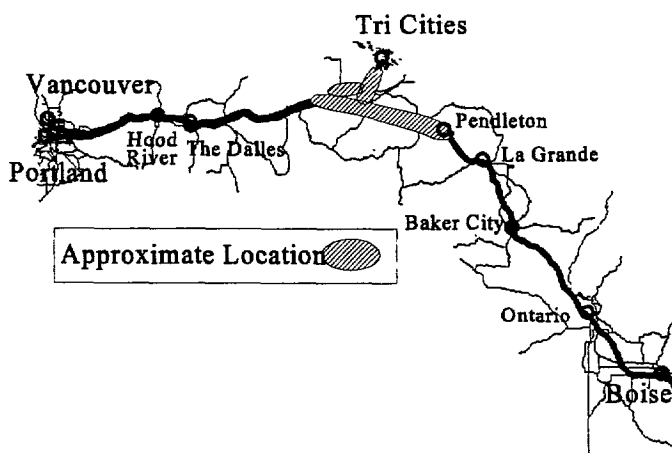 Tri Cities
Vancouver
Hood
River
The Dalles
Pendleton
Portland
La Grande
Baker City
Approximate Location
Ontario
Boise